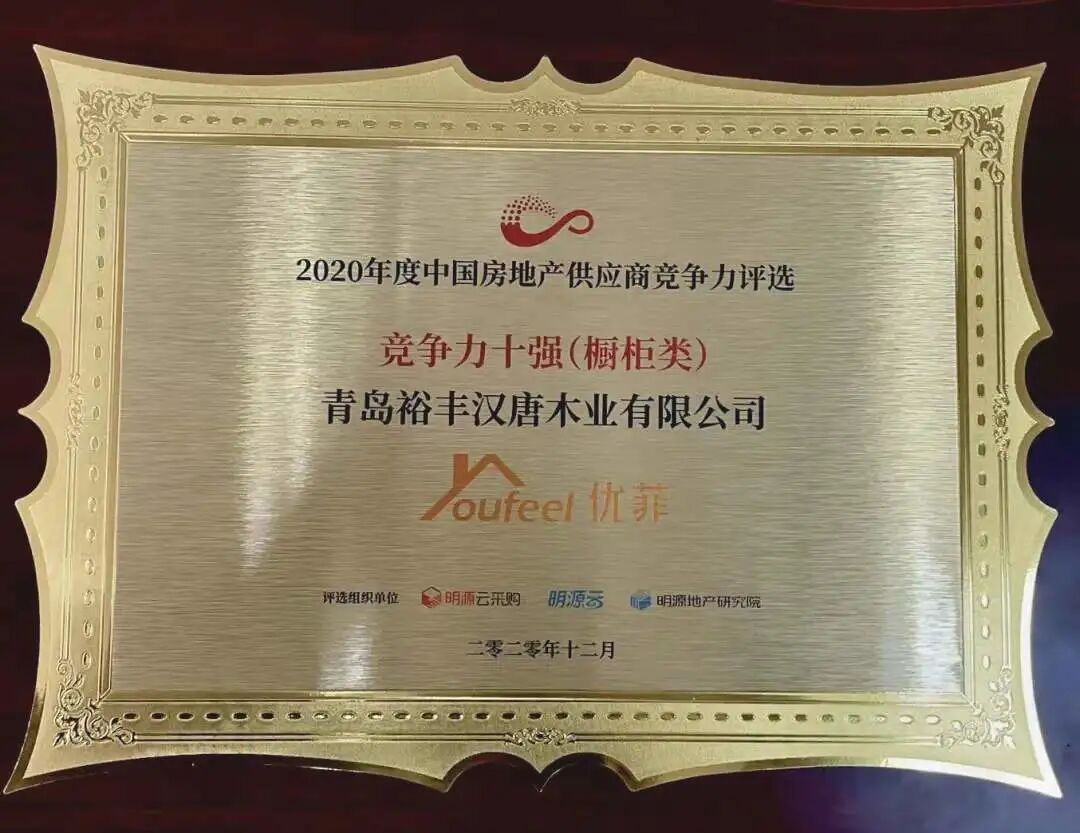 2020年度中国房地产供应商竞争力评选
竞争力十强(橱柜类)
青岛裕丰汉唐木业有限公司
Youfeel 优菲
评选组织单位 明源云采购 明源云 明源地产研究院
二零二零年十二月